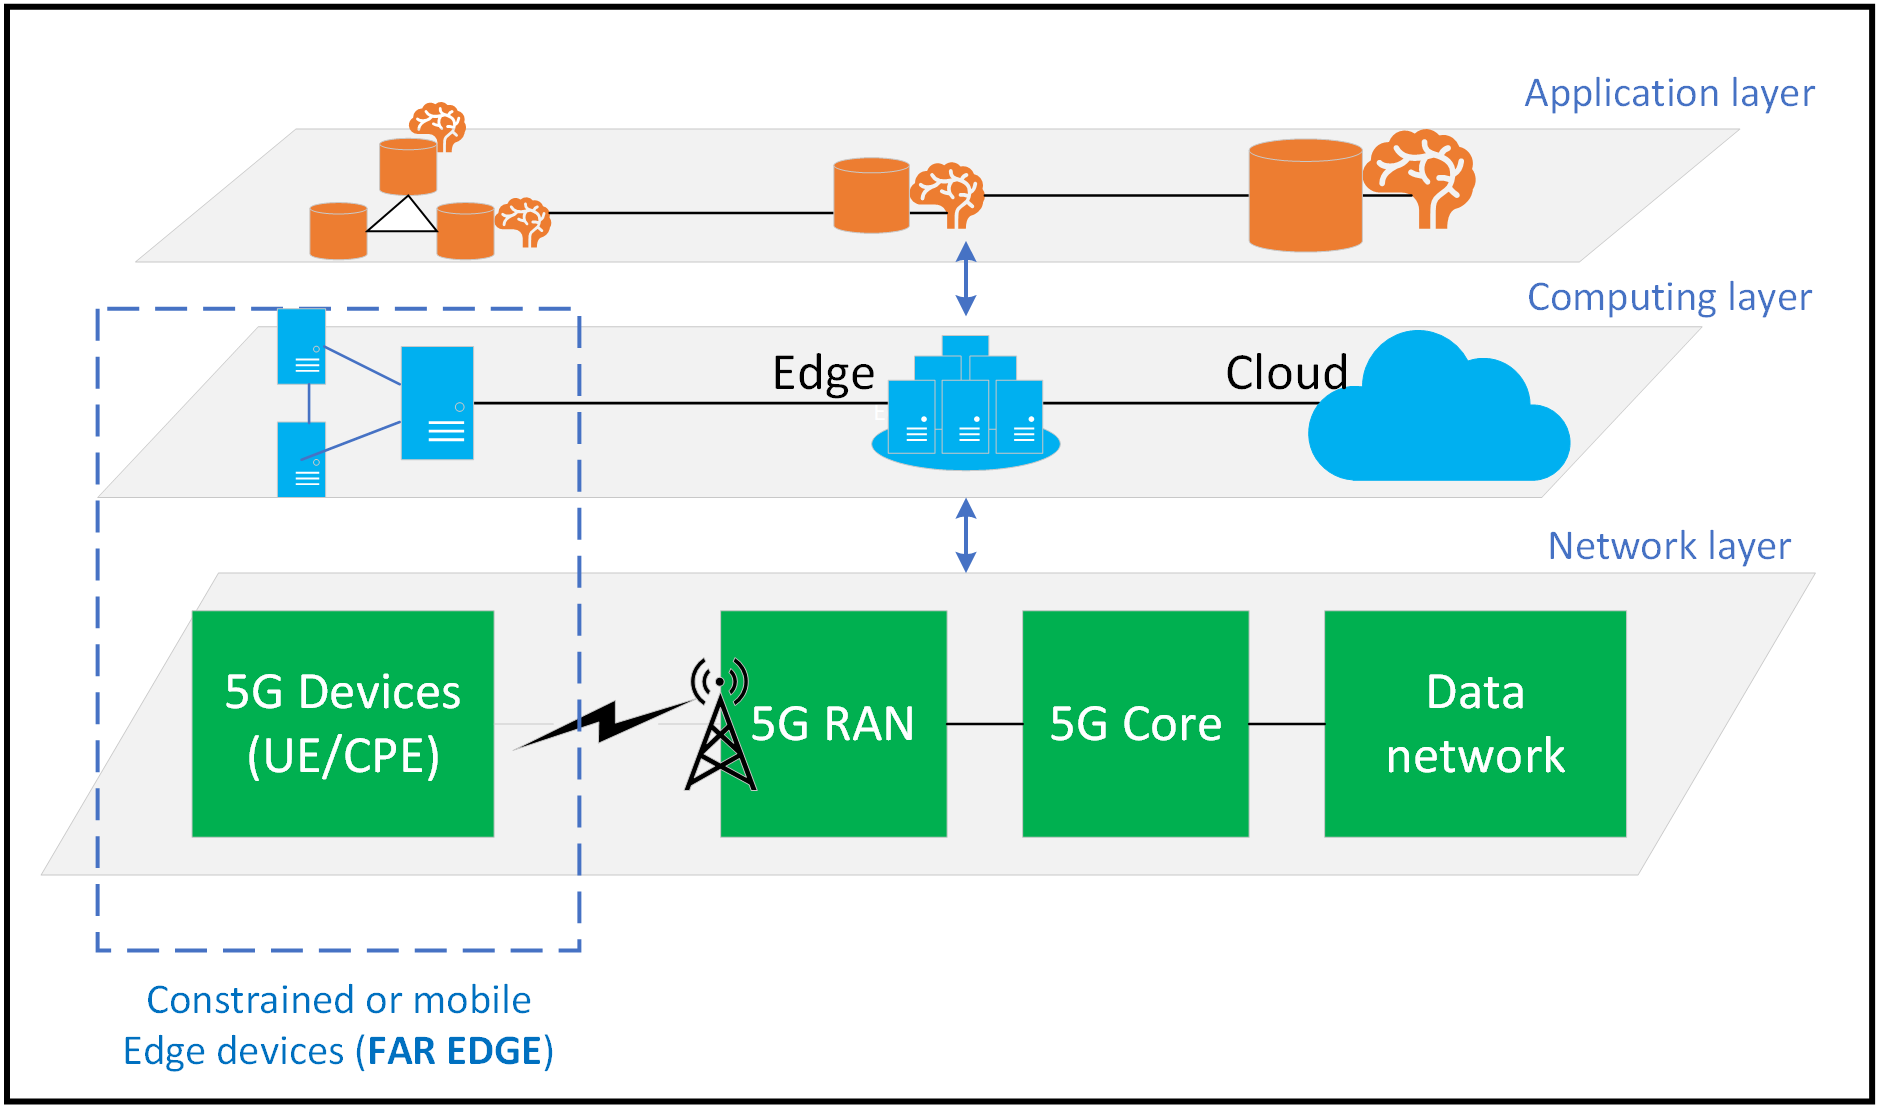 Application layer
Computing layer
Edge
Cloud
Network layer
5G Devices
(UE/CPE)
5G RAN
5G Core
Data
network
Constrained or mobile
Edge devices (FAR EDGE)